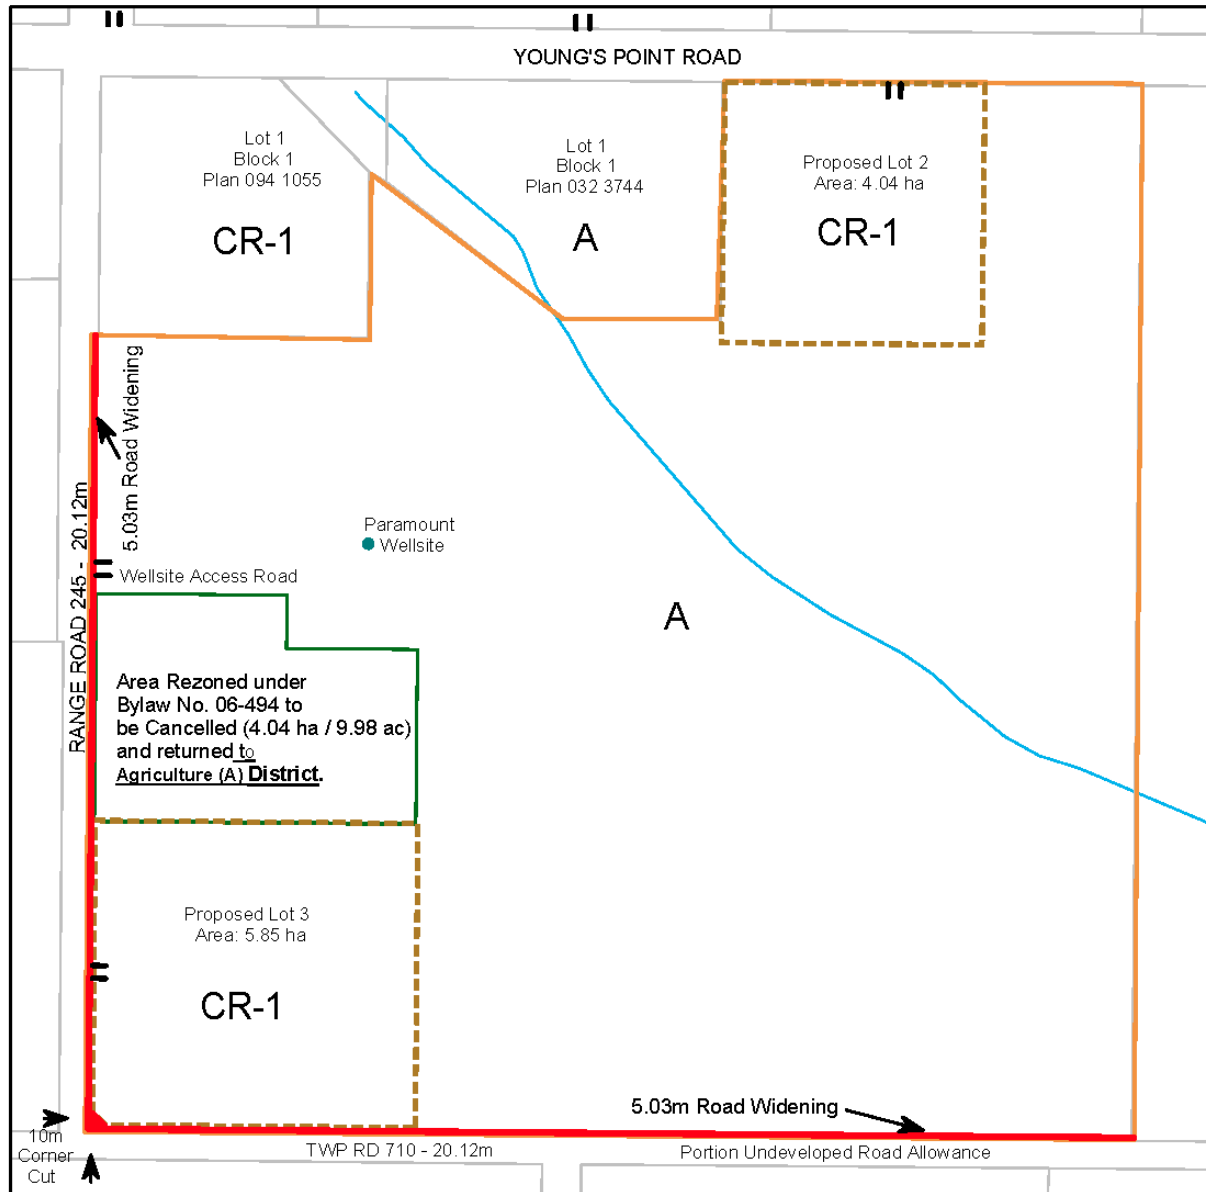 YOUNG'S POINT ROAD
Lot 1
Block 1
Plan 094 1055
CR-1
Lot 1
Block 1
Plan 032 3744
A
Proposed Lot 2
Area: 4.04 ha
CR-1
5.03m Road Widening
RANGE ROAD 245 - 20.12m
Paramount
Wellsite
Wellsite Access Road
A
Area Rezoned under
Bylaw No. 06-494 to
be Cancelled (4.04 ha / 9.98 ac)
and returned to
Agriculture (A) District.
Proposed Lot 3
Area: 5.85 ha
CR-1
5.03m Road Widening
10m
Corner
Cut
TWP RD 710 - 20.12m
Portion Undeveloped Road Allowance